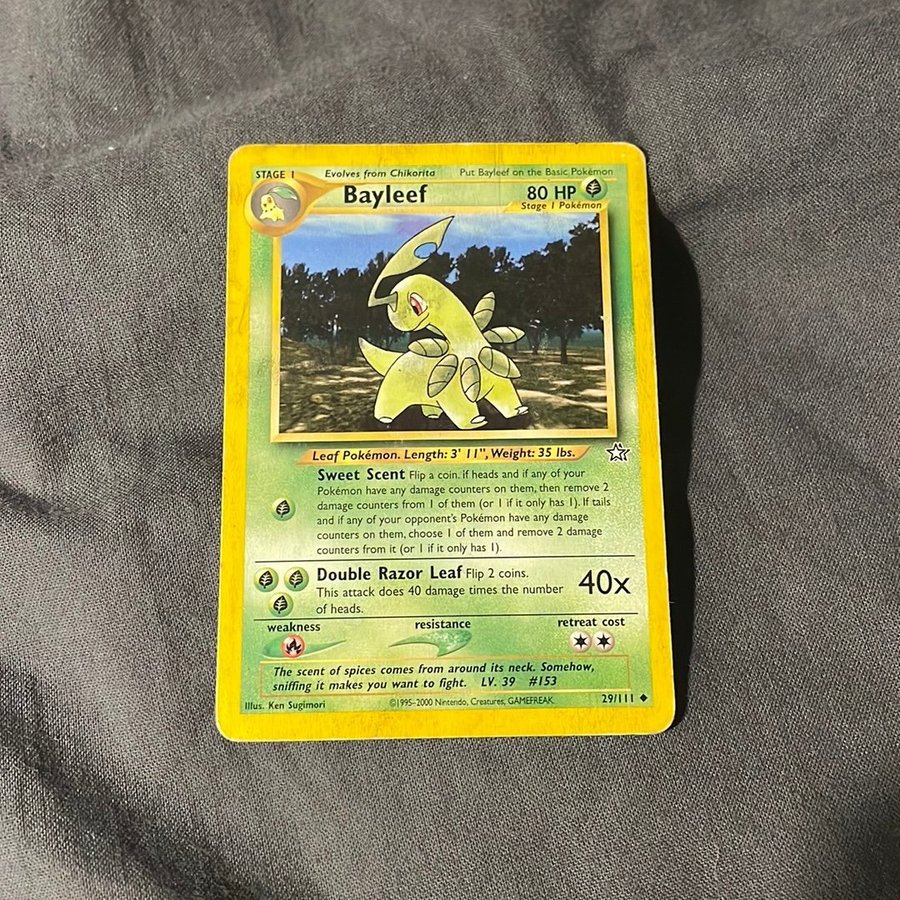 STAGE 1 Evolves from Chikorita Put Bayleef on the Basic Pokémon
Bayleef 80 HP
Stage 1 Pokémon
Leaf Pokémon. Length: 3' 11", Weight: 35 lbs.
Sweet Scent Flip a coin. If heads and if any of your
Pokémon have any damage counters on them, then remove 2
damage counters from 1 of them (or 1 if it only has 1). If tails
and if any of your opponent's Pokémon have any damage
counters on them, choose 1 of them and remove 2 damage
counters from it (or 1 if it only has 1).
Double Razor Leaf Flip 2 coins.
This attack does 40 damage times the number
of heads.
40x
weakness resistance retreat cost
The scent of spices comes from around its neck. Somehow,
sniffing it makes you want to fight. LV. 39 #153
Illus. Ken Sugimori ©1995-2000 Nintendo, Creatures, GAMEFREAK. 29/111